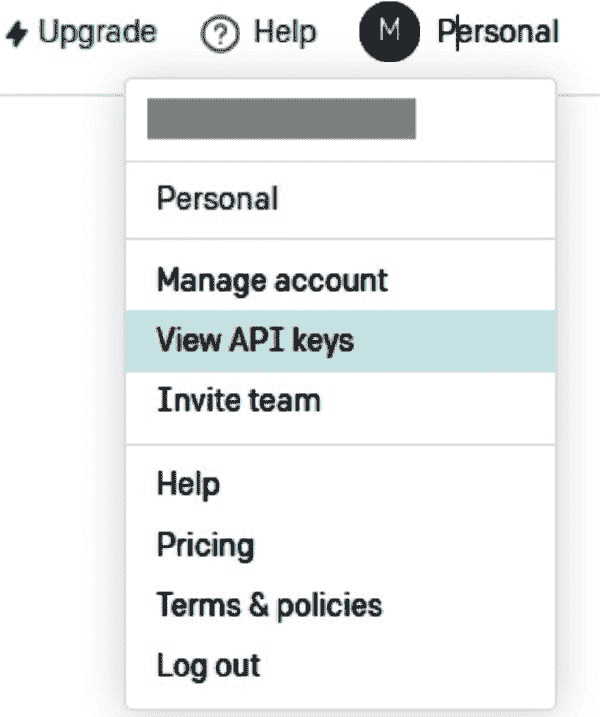 Upgrade ? Help M Personal
Personal
Manage account
View API keys
Invite team
Help
Pricing
Terms & policies
Log out